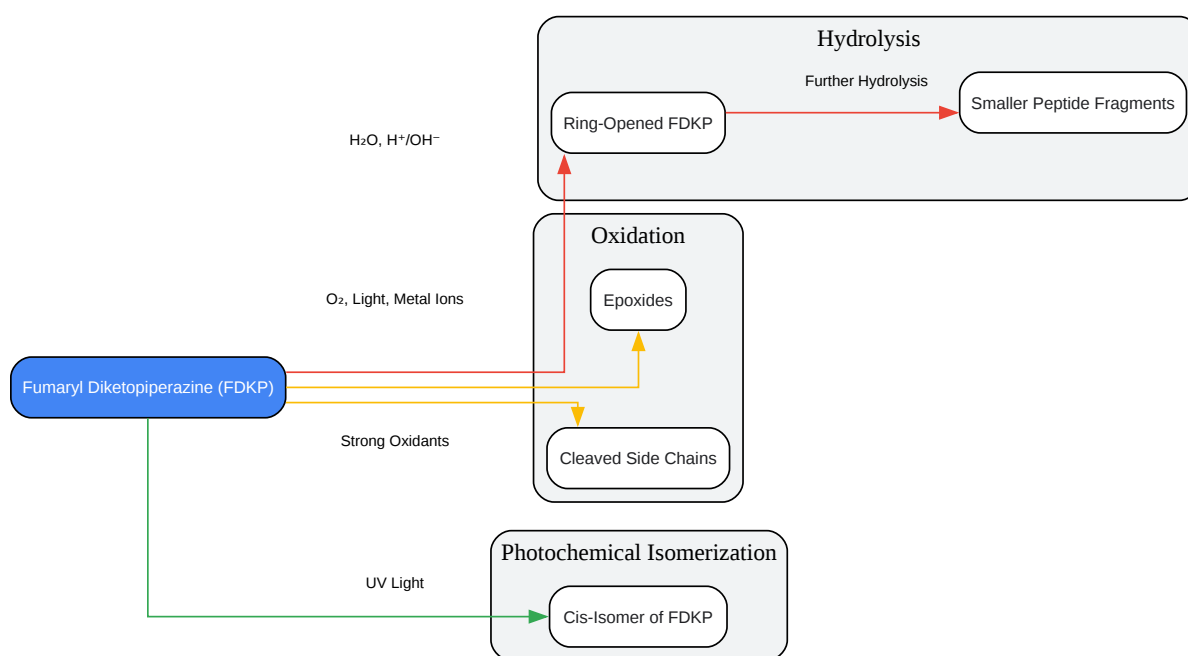 Hydrolysis
Further Hydrolysis
Smaller Peptide Fragments
Ring-Opened FDKP
H₂O, H⁺/OH⁻
Oxidation
Epoxides
O₂, Light, Metal Ions
Fumaryl Diketopiperazine (FDKP)
Strong Oxidants
Cleaved Side Chains
Photochemical Isomerization
UV Light
Cis-Isomer of FDKP